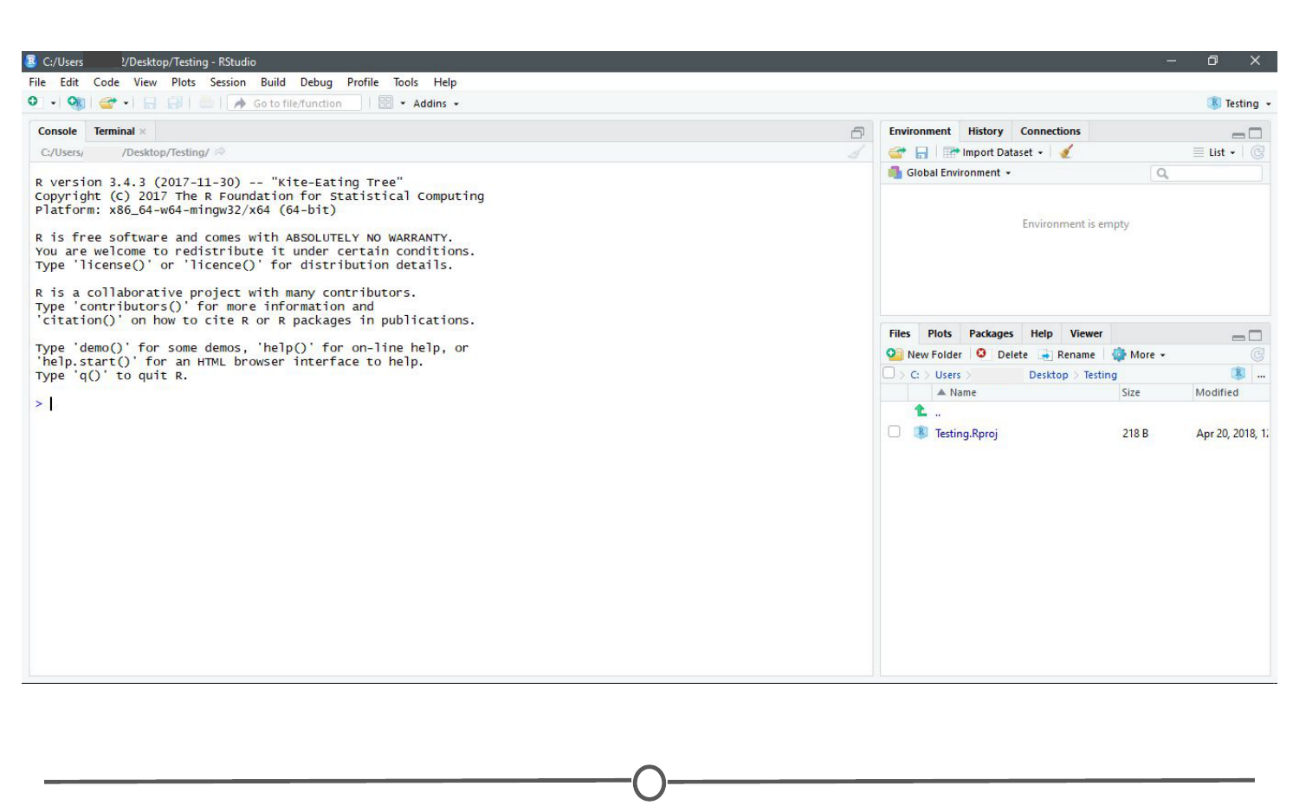 C:/Users 2/Desktop/Testing - RStudio
File Edit Code View Plots Session Build Debug Profile Tools Help
Go to file/function Addins
Testing
Console Terminal
C:/Users/ /Desktop/Testing/
R version 3.4.3 (2017-11-30) -- "Kite-Eating Tree"
Copyright (C) 2017 The R Foundation for Statistical Computing
Platform: x86_64-w64-mingw32/x64 (64-bit)
R is free software and comes with ABSOLUTELY NO WARRANTY.
You are welcome to redistribute it under certain conditions.
Type 'license()' or 'licence()' for distribution details.
R is a collaborative project with many contributors.
Type 'contributors()' for more information and
'citation()' on how to cite R or R packages in publications.
Type 'demo()' for some demos, 'help()' for on-line help, or
'help.start()' for an HTML browser interface to help.
Type 'q()' to quit R.
>
Environment History Connections
Import Dataset List
Global Environment
Environment is empty
Files Plots Packages Help Viewer
New Folder Delete Rename More
C: > Users > Desktop > Testing ...
Name Size Modified
..
Testing.Rproj 218 B Apr 20, 2018, 1